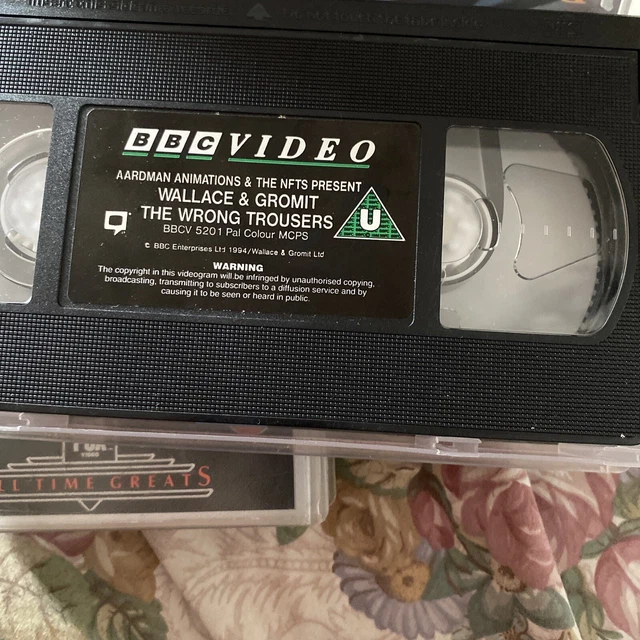 BBC VIDEO
AARDMAN ANIMATIONS & THE NFTS PRESENT
WALLACE & GROMIT
THE WRONG TROUSERS
U
BBCV 5201 Pal Colour MCPS
© BBC Enterprises Ltd 1994/Wallace & Gromit Ltd
WARNING
The copyright in this videogram will be infringed by unauthorised copying,
broadcasting, transmitting to subscribers to a diffusion service and by
causing it to be seen or heard in public.
LL TIME GREATS